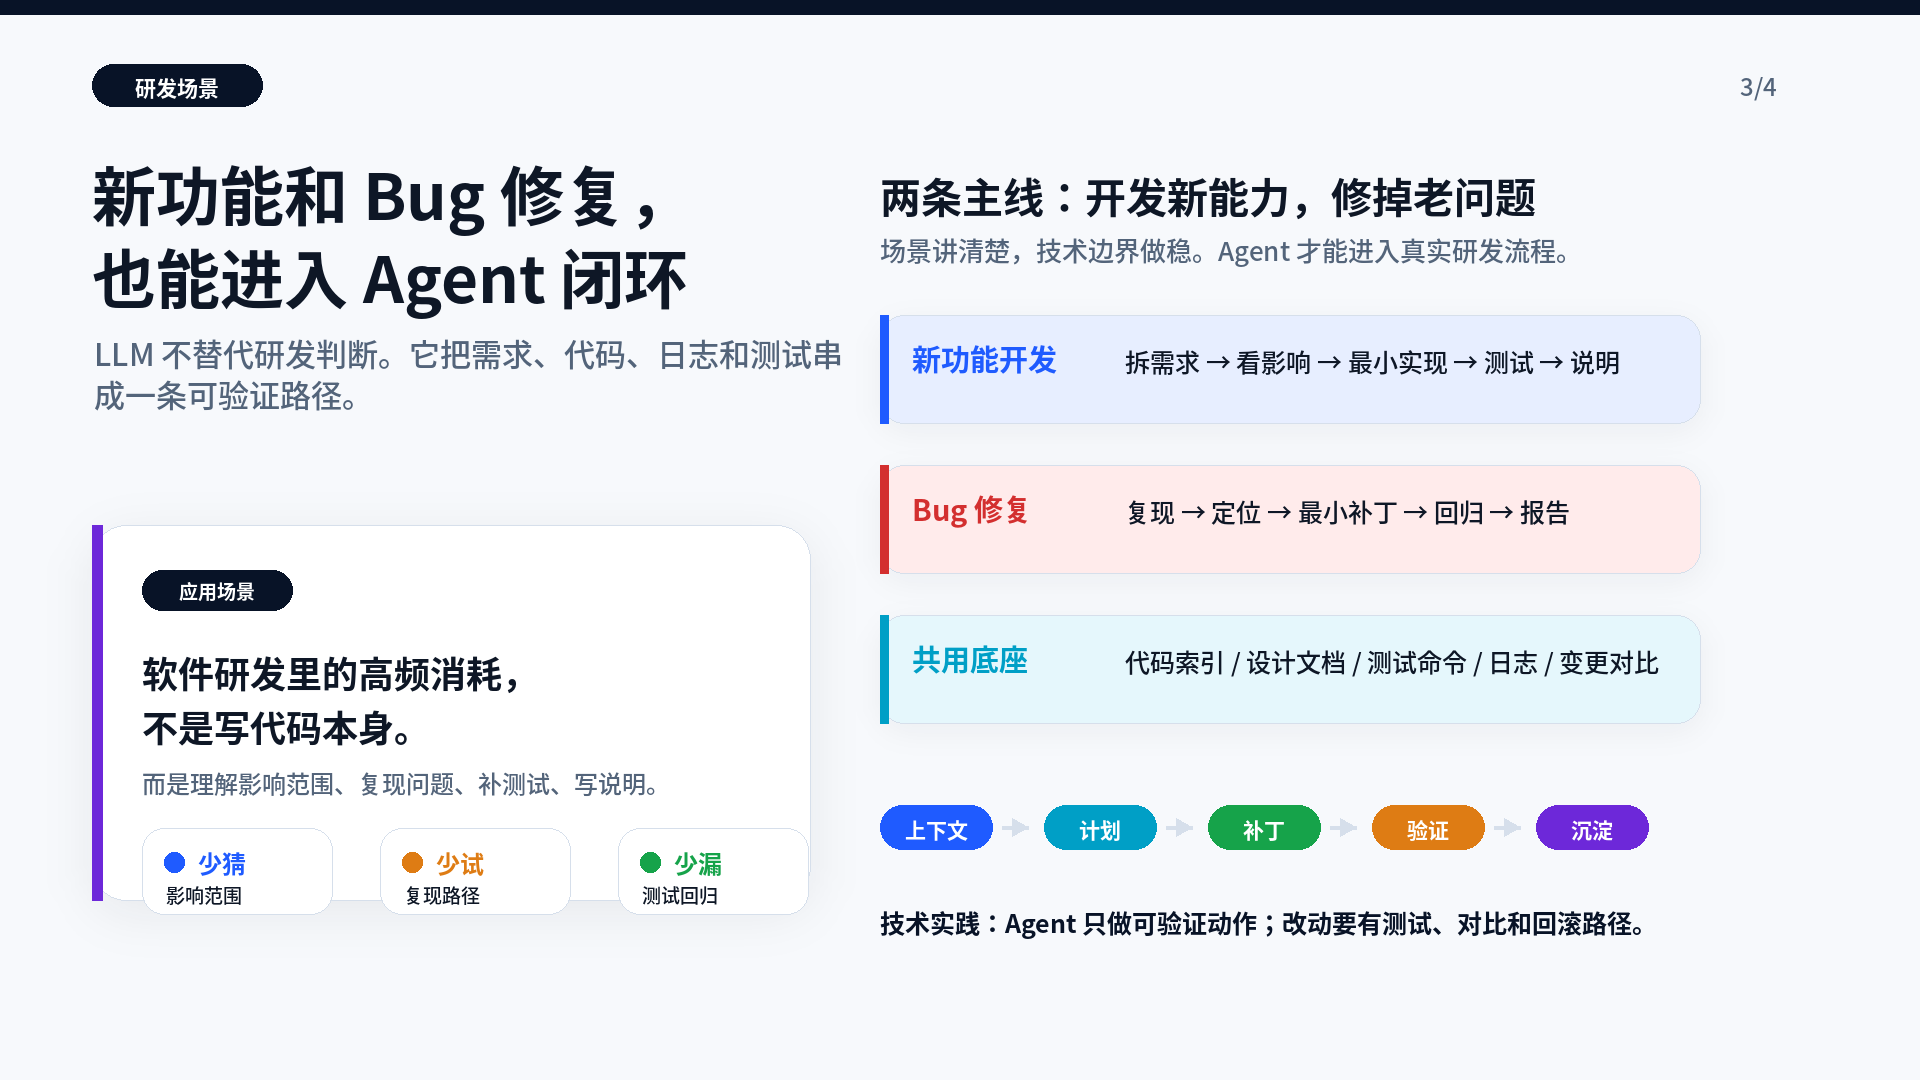 研发场景
3/4
新功能和 Bug 修复，
也能进入 Agent 闭环
LLM 不替代研发判断。它把需求、代码、日志和测试串
成一条可验证路径。
应用场景
软件研发里的高频消耗，
不是写代码本身。
而是理解影响范围、复现问题、补测试、写说明。
少猜
影响范围
少试
复现路径
少漏
测试回归
两条主线：开发新能力，修掉老问题
场景讲清楚，技术边界做稳。Agent 才能进入真实研发流程。
新功能开发
拆需求 → 看影响 → 最小实现 → 测试 → 说明
Bug 修复
复现 → 定位 → 最小补丁 → 回归 → 报告
共用底座
代码索引 / 设计文档 / 测试命令 / 日志 / 变更对比
上下文
计划
补丁
验证
沉淀
技术实践：Agent 只做可验证动作；改动要有测试、对比和回滚路径。